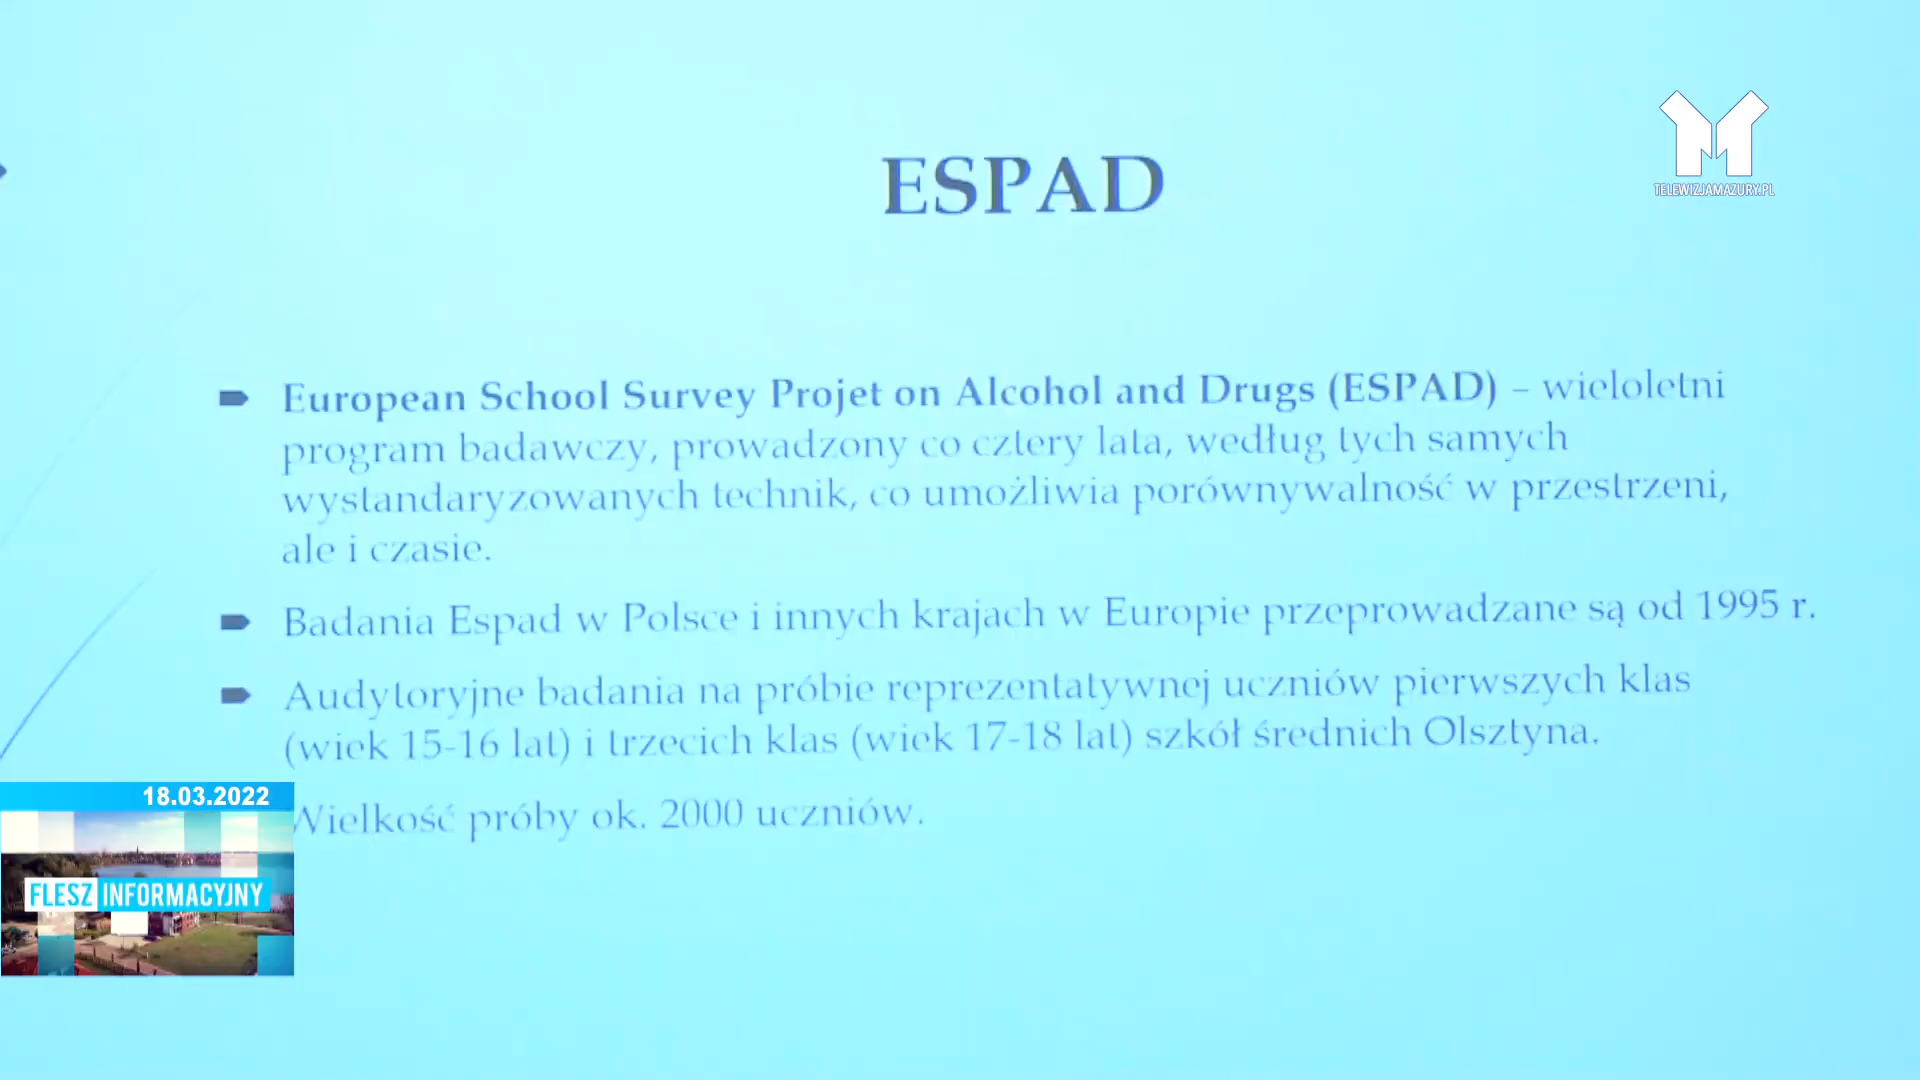 TELEWIZJAMAZURY.PL
ESPAD
European School Survey Projet on Alcohol and Drugs (ESPAD) – wieloletni
program badawczy, prowadzony co cztery lata, według tych samych
wystandaryzowanych technik, co umożliwia porównywalność w przestrzeni,
ale i czasie.
Badania Espad w Polsce i innych krajach w Europie przeprowadzane są od 1995 r.
Audytoryjne badania na próbie reprezentatywnej uczniów pierwszych klas
(wiek 15-16 lat) i trzecich klas (wiek 17-18 lat) szkół średnich Olsztyna.
Wielkość próby ok. 2000 uczniów.
18.03.2022
FLESZ INFORMACYJNY